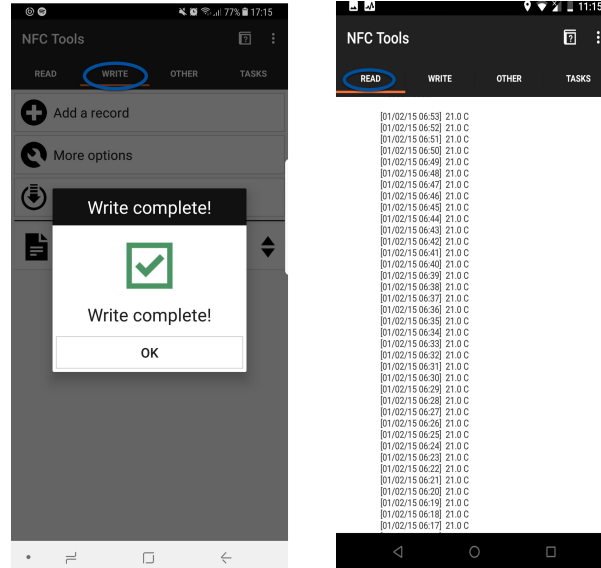 77% 17:15
NFC Tools
READ WRITE OTHER TASKS
Add a record
More options
Write complete!
Write complete!
OK
11:15
NFC Tools
READ WRITE OTHER TASKS
[01/02/15 06:53] 21.0 C
[01/02/15 06:52] 21.0 C
[01/02/15 06:51] 21.0 C
[01/02/15 06:50] 21.0 C
[01/02/15 06:49] 21.0 C
[01/02/15 06:48] 21.0 C
[01/02/15 06:47] 21.0 C
[01/02/15 06:46] 21.0 C
[01/02/15 06:45] 21.0 C
[01/02/15 06:44] 21.0 C
[01/02/15 06:43] 21.0 C
[01/02/15 06:42] 21.0 C
[01/02/15 06:41] 21.0 C
[01/02/15 06:40] 21.0 C
[01/02/15 06:39] 21.0 C
[01/02/15 06:38] 21.0 C
[01/02/15 06:37] 21.0 C
[01/02/15 06:36] 21.0 C
[01/02/15 06:35] 21.0 C
[01/02/15 06:34] 21.0 C
[01/02/15 06:33] 21.0 C
[01/02/15 06:32] 21.0 C
[01/02/15 06:31] 21.0 C
[01/02/15 06:30] 21.0 C
[01/02/15 06:29] 21.0 C
[01/02/15 06:28] 21.0 C
[01/02/15 06:27] 21.0 C
[01/02/15 06:26] 21.0 C
[01/02/15 06:25] 21.0 C
[01/02/15 06:24] 21.0 C
[01/02/15 06:23] 21.0 C
[01/02/15 06:22] 21.0 C
[01/02/15 06:21] 21.0 C
[01/02/15 06:20] 21.0 C
[01/02/15 06:19] 21.0 C
[01/02/15 06:18] 21.0 C
[01/02/15 06:17] 21.0 C